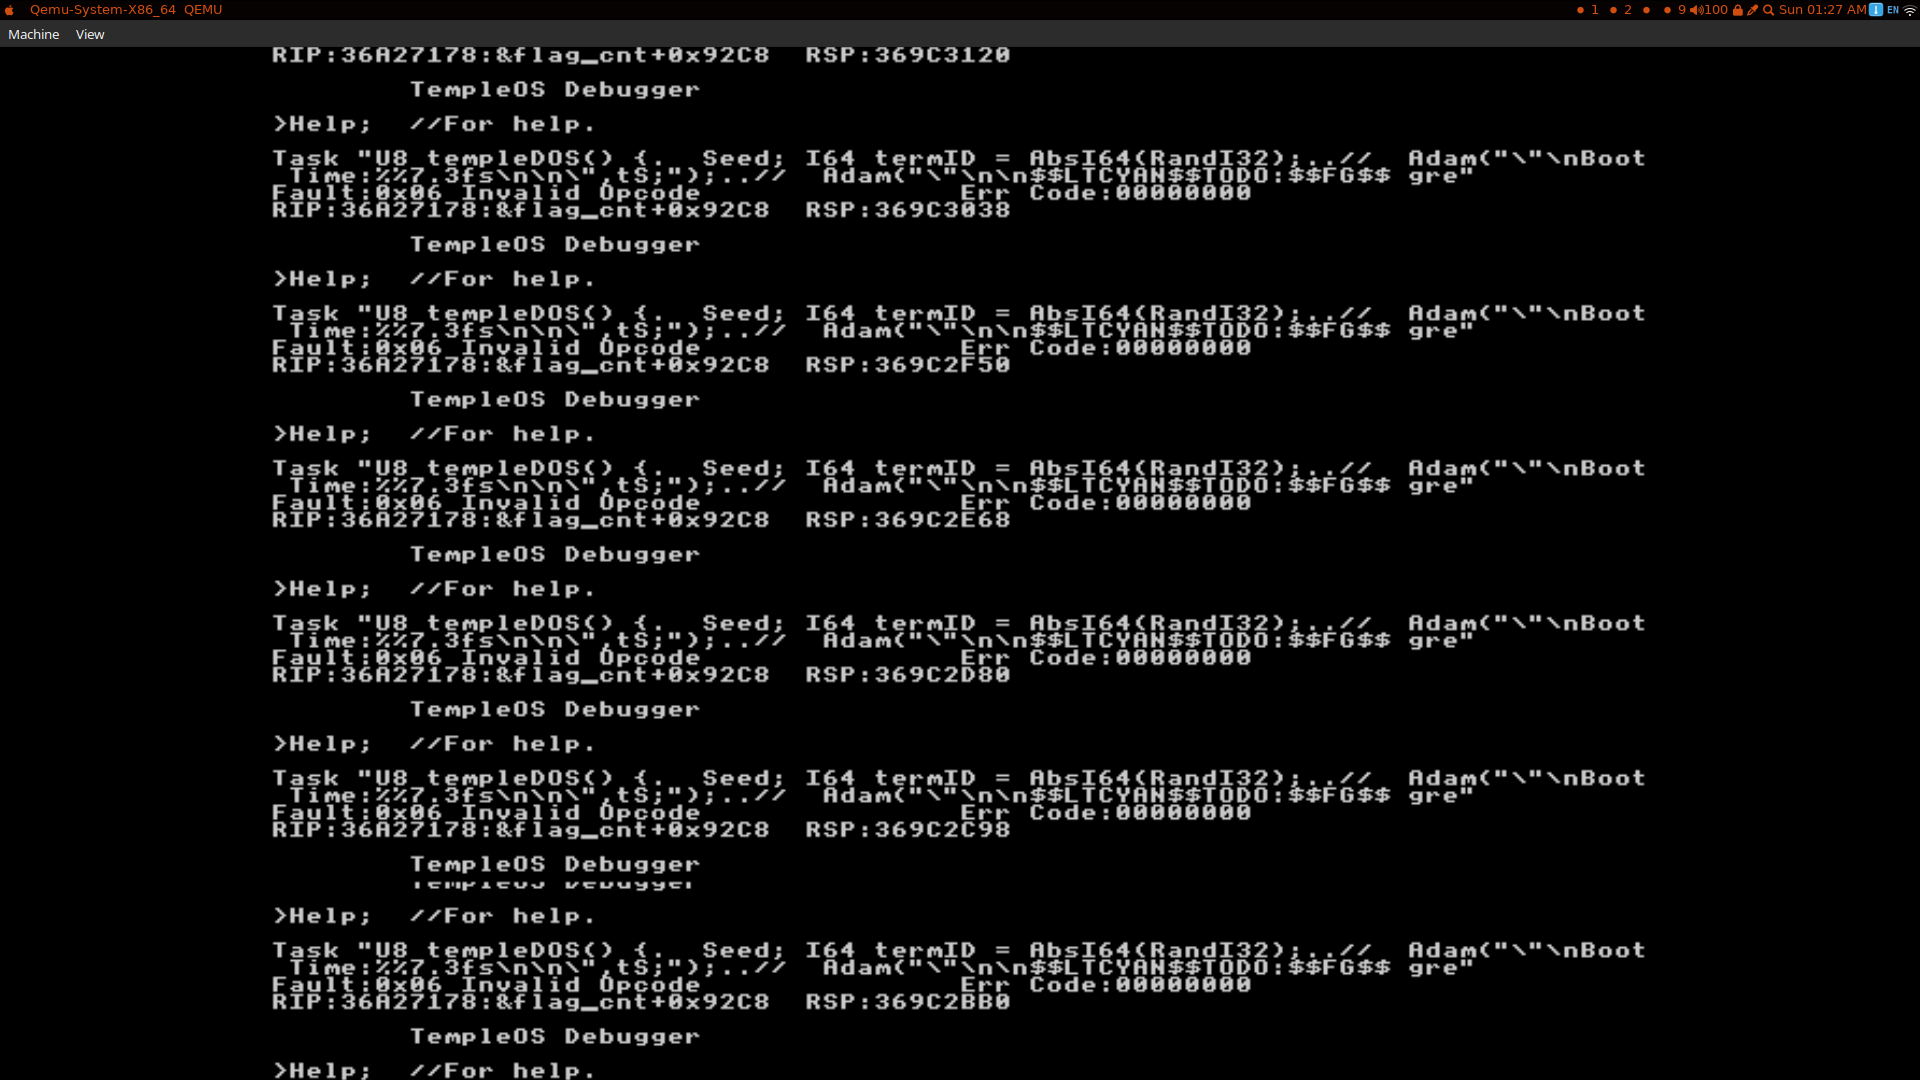 Qemu-System-X86_64 QEMU
1 2 9 100 Sun 01:27 AM EN
Machine View
RIP:36A27178:&flag_cnt+0x92C8 RSP:369C3120
TempleOS Debugger
>Help; //For help.
Task "U8 templeDOS() {. Seed; I64 termID = AbsI64(RandI32);..// Adam("\"\nBoot
Time:%%7.3fs\n\n\",tS;");..// Adam("\"\n\n$$LTCYAN$$TODO:$$FG$$ gre"
Fault:0x06 Invalid Opcode Err Code:00000000
RIP:36A27178:&flag_cnt+0x92C8 RSP:369C3038
TempleOS Debugger
>Help; //For help.
Task "U8 templeDOS() {. Seed; I64 termID = AbsI64(RandI32);..// Adam("\"\nBoot
Time:%%7.3fs\n\n\",tS;");..// Adam("\"\n\n$$LTCYAN$$TODO:$$FG$$ gre"
Fault:0x06 Invalid Opcode Err Code:00000000
RIP:36A27178:&flag_cnt+0x92C8 RSP:369C2F50
TempleOS Debugger
>Help; //For help.
Task "U8 templeDOS() {. Seed; I64 termID = AbsI64(RandI32);..// Adam("\"\nBoot
Time:%%7.3fs\n\n\",tS;");..// Adam("\"\n\n$$LTCYAN$$TODO:$$FG$$ gre"
Fault:0x06 Invalid Opcode Err Code:00000000
RIP:36A27178:&flag_cnt+0x92C8 RSP:369C2E68
TempleOS Debugger
>Help; //For help.
Task "U8 templeDOS() {. Seed; I64 termID = AbsI64(RandI32);..// Adam("\"\nBoot
Time:%%7.3fs\n\n\",tS;");..// Adam("\"\n\n$$LTCYAN$$TODO:$$FG$$ gre"
Fault:0x06 Invalid Opcode Err Code:00000000
RIP:36A27178:&flag_cnt+0x92C8 RSP:369C2D80
TempleOS Debugger
>Help; //For help.
Task "U8 templeDOS() {. Seed; I64 termID = AbsI64(RandI32);..// Adam("\"\nBoot
Time:%%7.3fs\n\n\",tS;");..// Adam("\"\n\n$$LTCYAN$$TODO:$$FG$$ gre"
Fault:0x06 Invalid Opcode Err Code:00000000
RIP:36A27178:&flag_cnt+0x92C8 RSP:369C2C98
TempleOS Debugger
TempleOS Debugger
>Help; //For help.
Task "U8 templeDOS() {. Seed; I64 termID = AbsI64(RandI32);..// Adam("\"\nBoot
Time:%%7.3fs\n\n\",tS;");..// Adam("\"\n\n$$LTCYAN$$TODO:$$FG$$ gre"
Fault:0x06 Invalid Opcode Err Code:00000000
RIP:36A27178:&flag_cnt+0x92C8 RSP:369C2BB0
TempleOS Debugger
>Help; //For help.